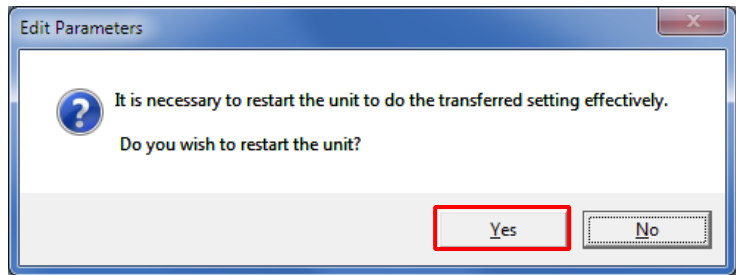 Edit Parameters
It is necessary to restart the unit to do the transferred setting effectively.
Do you wish to restart the unit?
Yes
No